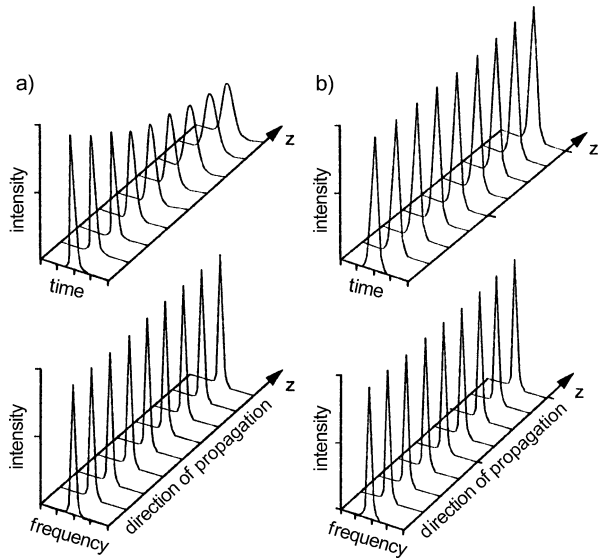 a)
intensity
time
z
b)
intensity
time
z
intensity
frequency
direction of propagation
z
intensity
frequency
direction of propagation
z